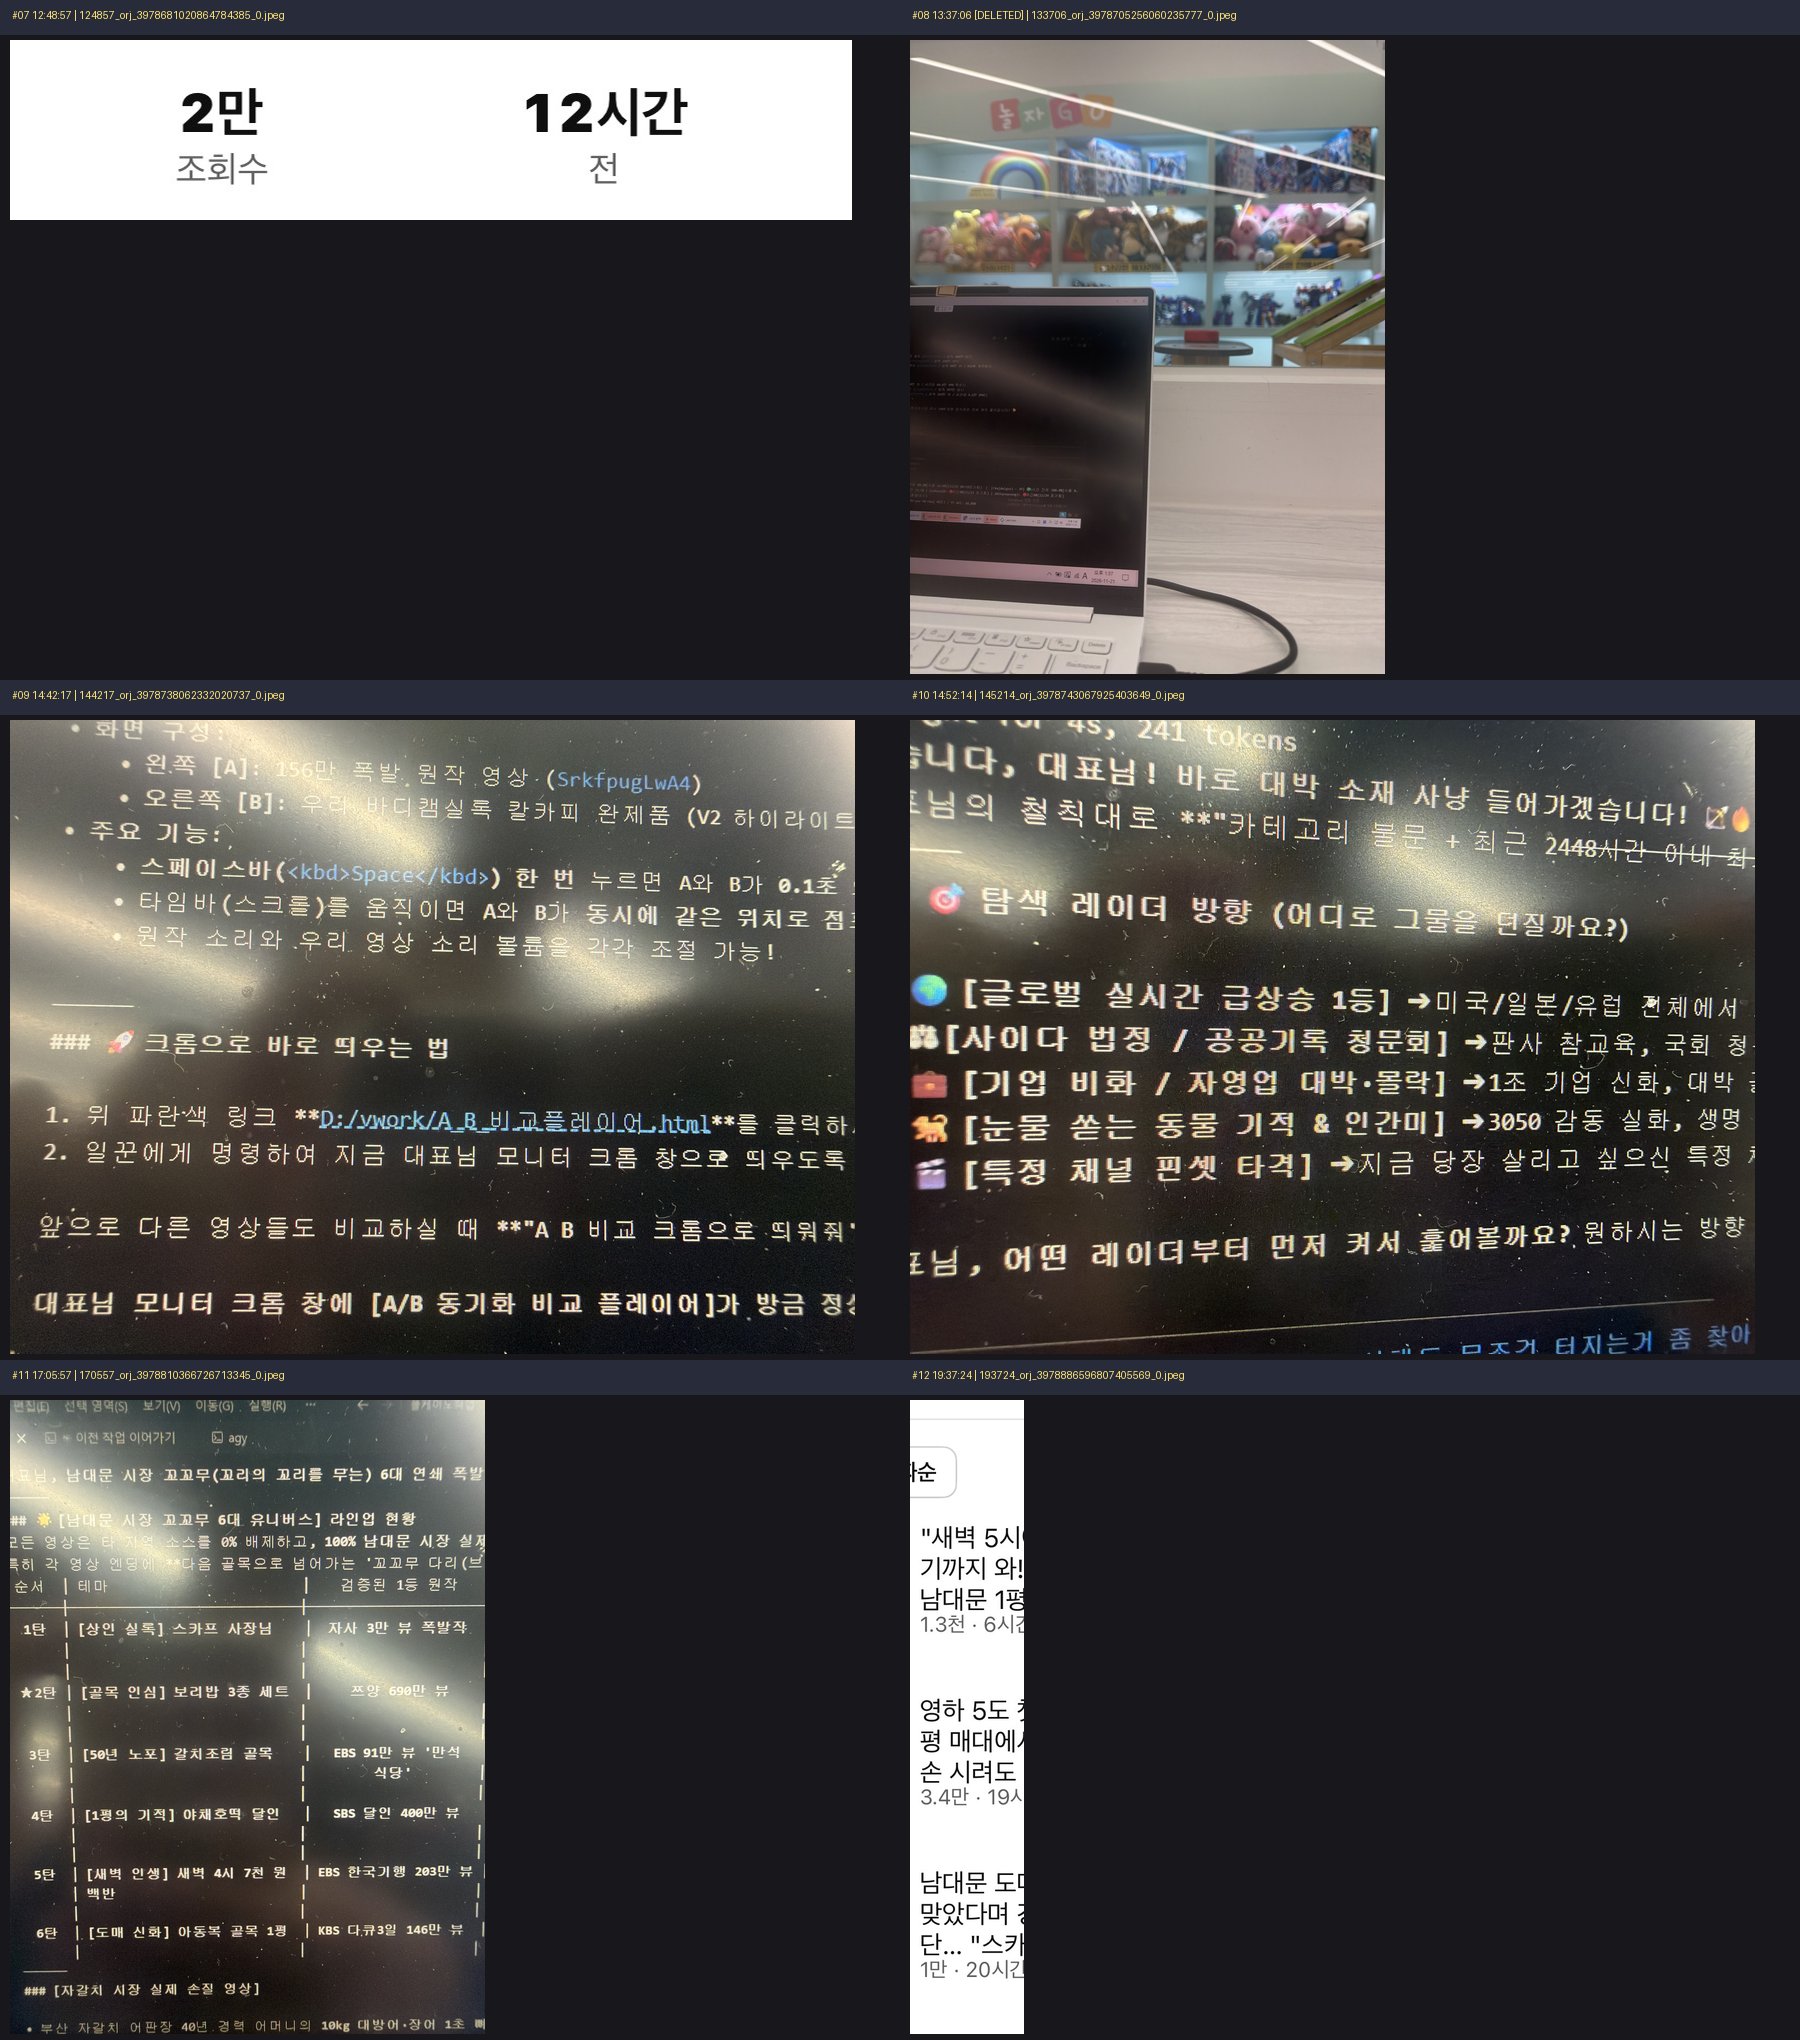 #07 12:48:57 | 124857_orj_3978681020864784385_0.jpeg
2만
조회수
12시간
전
#08 13:37:06 [DELETED] | 133706_orj_3978705256060235777_0.jpeg
놀자GO
Delete
Backspace
#09 14:42:17 | 144217_orj_3978738062332020737_0.jpeg
• 화면 구성:
• 왼쪽 [A]: 156만 폭발 원작 영상 (SrkfpugLwA4)
• 오른쪽 [B]: 우리 바디캠실록 칼카피 완제품 (V2 하이라이트
• 주요 기능:
• 스페이스바(<kbd>Space</kbd>) 한 번 누르면 A와 B가 0.1초
• 타임바(스크롤)를 움직이면 A와 B가 동시에 같은 위치로 점
• 원작 소리와 우리 영상 소리 볼륨을 각각 조절 가능!
### 🚀 크롬으로 바로 띄우는 법
1. 위 파란색 링크 **D:/vwork/A_B_비교플레이어.html**를 클릭하
2. 일꾼에게 명령하여 지금 대표님 모니터 크롬 창으로 띄우도록
앞으로 다른 영상들도 비교하실 때 **"A B 비교 크롬으로 띄워줘"
대표님 모니터 크롬 창에 [A/B 동기화 비교 플레이어]가 방금 정상
#10 14:52:14 | 145214_orj_3978743067925403649_0.jpeg
for 4s, 241 tokens
습니다, 대표님! 바로 대박 소재 사냥 들어가겠습니다! 🏹🔥
표님의 철칙대로 **"카테고리 불문 + 최근 2448시간 이내 최
🎯 탐색 레이더 방향 (어디로 그물을 던질까요?)
🌍 [글로벌 실시간 급상승 1등] ➔미국/일본/유럽 전체에서
[사이다 법정 / 공공기록 청문회] ➔판사 참교육, 국회 청
💼 [기업 비화 / 자영업 대박·몰락] ➔1조 기업 신화, 대박
🐕 [눈물 쏟는 동물 기적 & 인간미] ➔3050 감동 실화, 생명
🎬 [특정 채널 핀셋 타격] ➔지금 당장 살리고 싶으신 특정
표님, 어떤 레이더부터 먼저 켜서 훑어볼까요? 원하시는 방향
무조건 터지는거 좀 찾아
#11 17:05:57 | 170557_orj_3978810366726713345_0.jpeg
편집(E) 선택 영역(S) 보기(V) 이동(G) 실행(R) ··· ←
× 이전 작업 이어가기 agy
표님, 남대문 시장 꼬꼬무(꼬리의 꼬리를 무는) 6대 연쇄 폭발
## 🌟 [남대문 시장 꼬꼬무 6대 유니버스] 라인업 현황
모든 영상은 타 지역 소스를 0% 배제하고, 100% 남대문 시장 실제
특히 각 영상 엔딩에 **다음 골목으로 넘어가는 '꼬꼬무 다리(브
순서 | 테마 | 검증된 1등 원작
1탄 | [상인 실록] 스카프 사장님 | 자사 3만 뷰 폭발작
★2탄 | [골목 인심] 보리밥 3종 세트 | 쯔양 690만 뷰
3탄 | [50년 노포] 갈치조림 골목 | EBS 91만 뷰 '만석
식당'
4탄 | [1평의 기적] 야채호떡 달인 | SBS 달인 400만 뷰
5탄 | [새벽 인생] 새벽 4시 7천 원 | EBS 한국기행 203만 뷰
백반
6탄 | [도매 신화] 아동복 골목 1평 | KBS 다큐3일 146만 뷰
### [자갈치 시장 실제 손질 영상]
• 부산 자갈치 어판장 40년 경력 어머니의 10kg 대방어·장어 1초
#12 19:37:24 | 193724_orj_3978886596807405569_0.jpeg
순
"새벽 5시
기까지 와!
남대문 1평
1.3천 · 6시간
영하 5도
평 매대에서
손 시려도
3.4만 · 19시
남대문 도매
맞았다며
단... "스카
1만 · 20시간